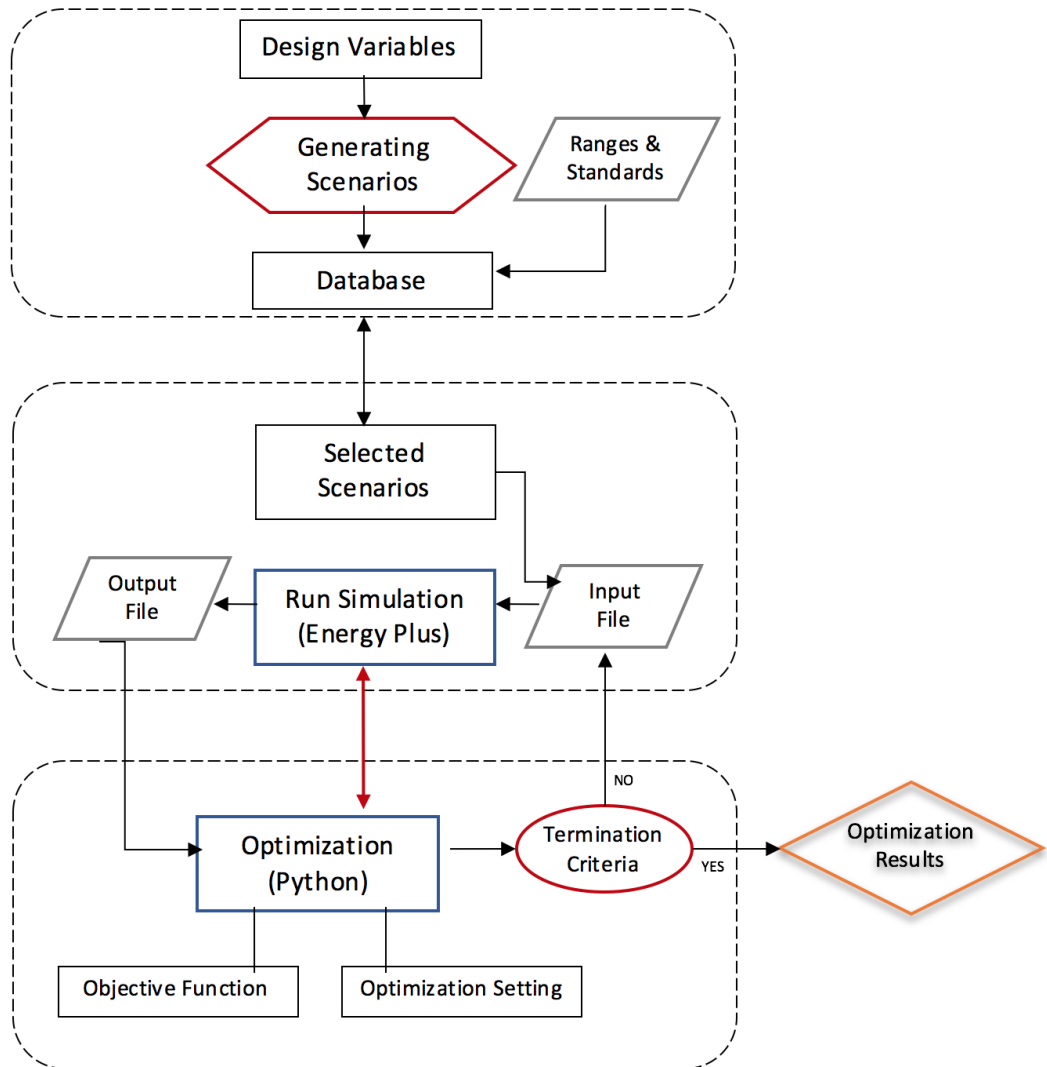 Design Variables
Generating
Scenarios
Ranges &
Standards
Database
Selected
Scenarios
Output
File
Run Simulation
(Energy Plus)
Input
File
NO
Optimization
(Python)
Termination
Criteria
YES
Optimization
Results
Objective Function
Optimization Setting